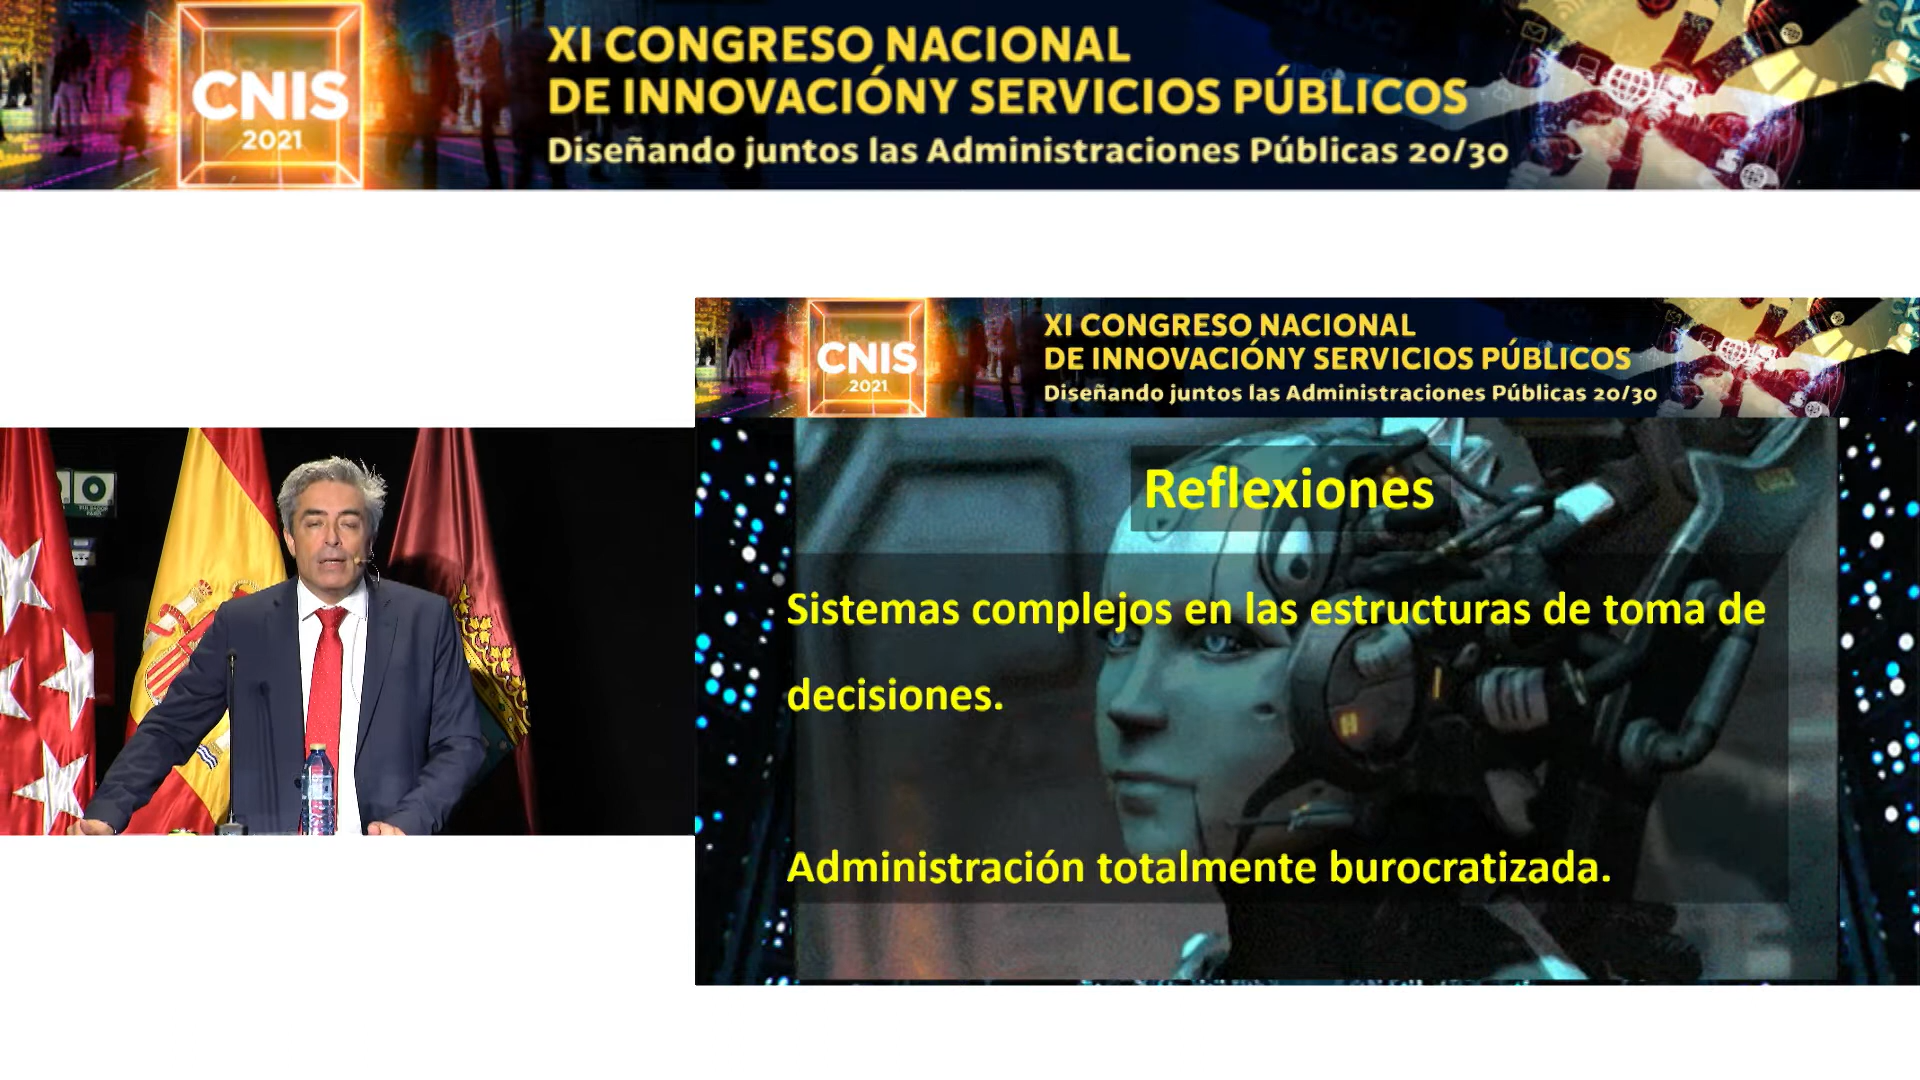 CNIS
2021
XI CONGRESO NACIONAL
DE INNOVACIÓNY SERVICIOS PÚBLICOS
Diseñando juntos las Administraciones Públicas 20/30
CNIS
2021
XI CONGRESO NACIONAL
DE INNOVACIÓNY SERVICIOS PÚBLICOS
Diseñando juntos las Administraciones Públicas 20/30
Reflexiones
Sistemas complejos en las estructuras de toma de
decisiones.
Administración totalmente burocratizada.